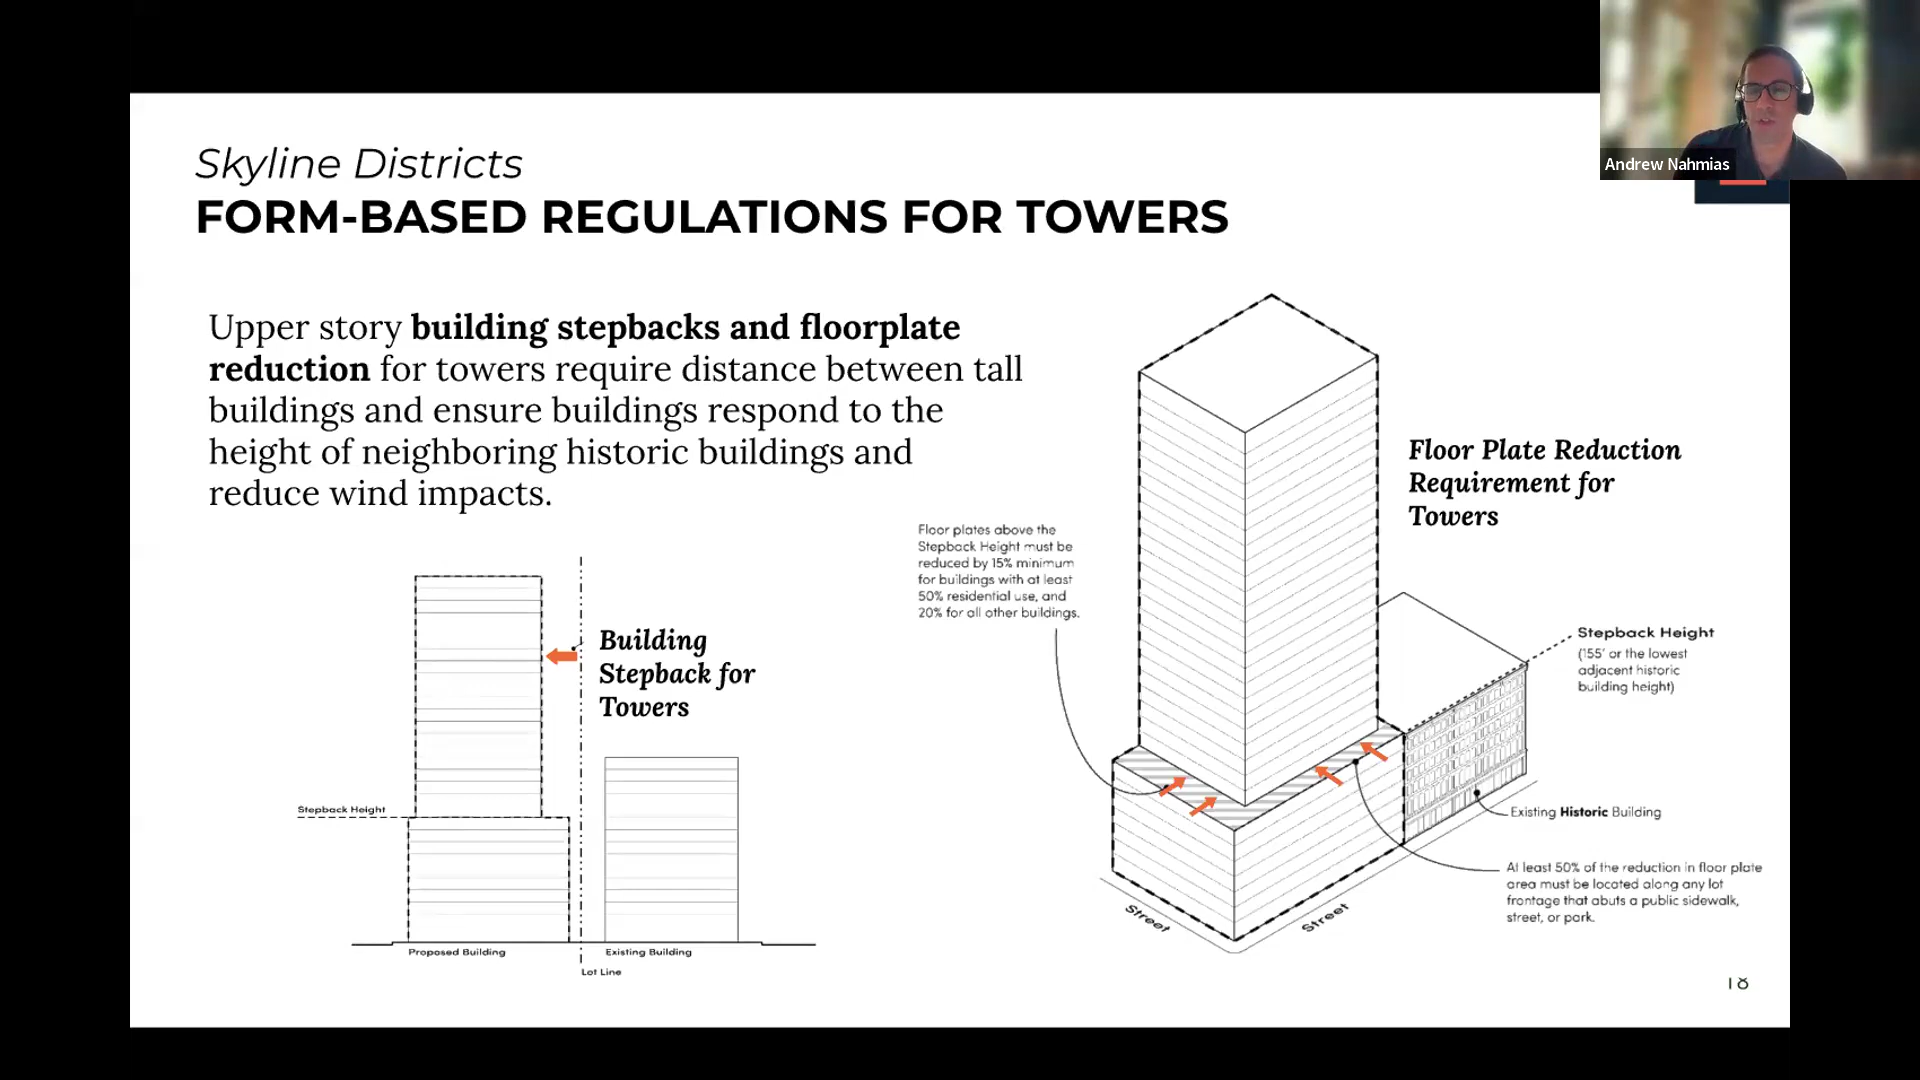 Andrew Nahmias
Skyline Districts
FORM-BASED REGULATIONS FOR TOWERS
Upper story building stepbacks and floorplate
reduction for towers require distance between tall
buildings and ensure buildings respond to the
height of neighboring historic buildings and
reduce wind impacts.
Building
Stepback for
Towers
Stepback Height
Proposed Building
Existing Building
Lot Line
Floor plates above the
Stepback Height must be
reduced by 15% minimum
for buildings with at least
50% residential use, and
20% for all other buildings.
Floor Plate Reduction
Requirement for
Towers
Stepback Height
(155' or the lowest
adjacent historic
building height)
Existing Historic Building
At least 50% of the reduction in floor plate
area must be located along any lot
frontage that abuts a public sidewalk,
street, or park.
Street
Street
18